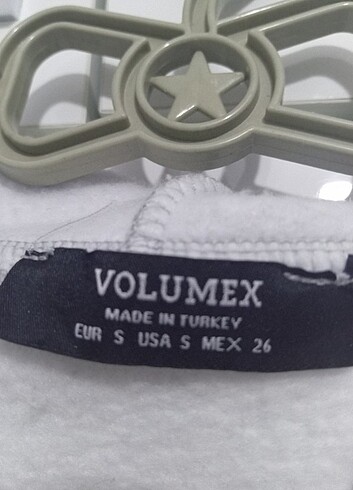 VOLUMEX
MADE IN TURKEY
EUR S USA S MEX 26